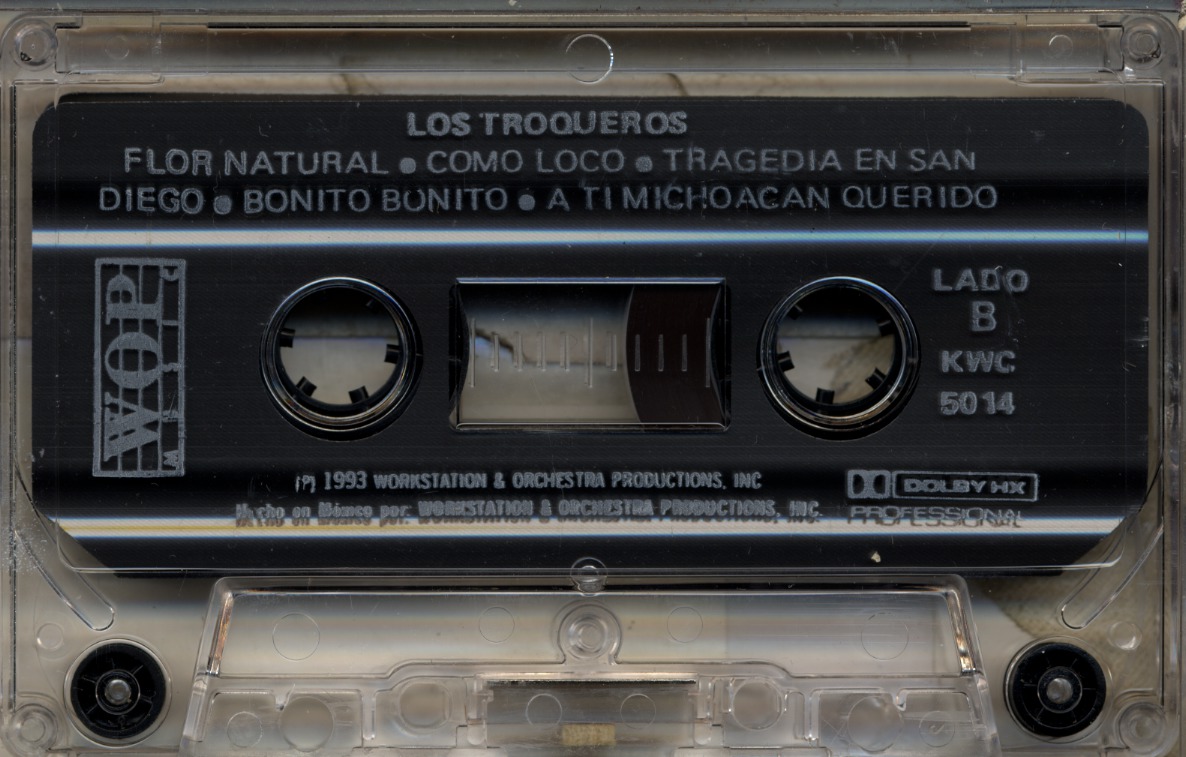 LOS TROQUEROS
FLOR NATURAL • COMO LOCO • TRAGEDIA EN SAN
DIEGO • BONITO BONITO • A TI MICHOACAN QUERIDO
WOP
LADO
B
KWC
5014
(P) 1993 WORKSTATION & ORCHESTRA PRODUCTIONS, INC
Hecho en México por: WORKSTATION & ORCHESTRA PRODUCTIONS, INC.
DOLBY HX
PROFESSIONAL